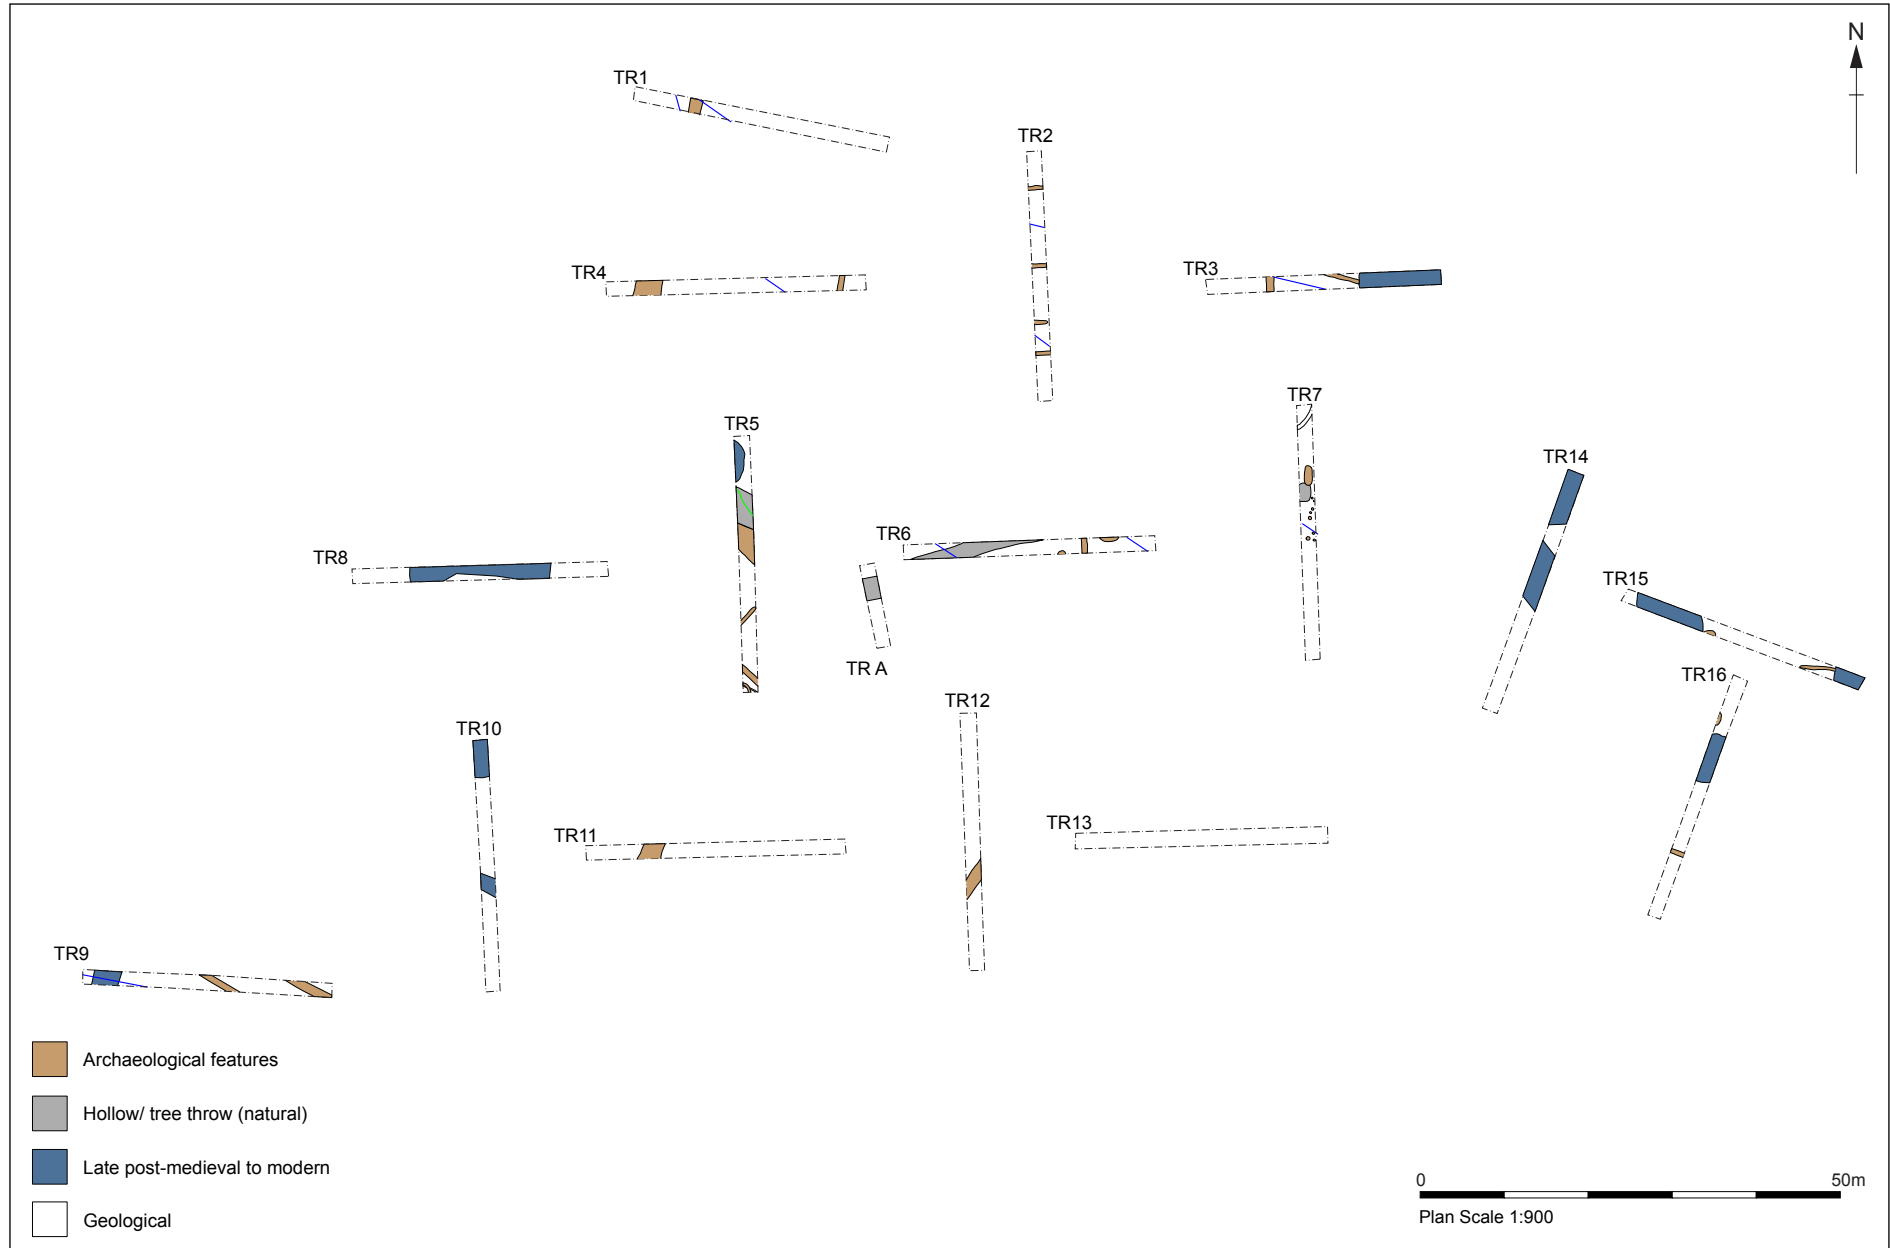 N
TR1
TR2
TR3
TR4
TR7
TR5
TR14
TR6
TR8
TR15
TR A
TR16
TR12
TR10
TR13
TR11
TR9
Archaeological features
Hollow/ tree throw (natural)
Late post-medieval to modern
Geological
0 50m
Plan Scale 1:900